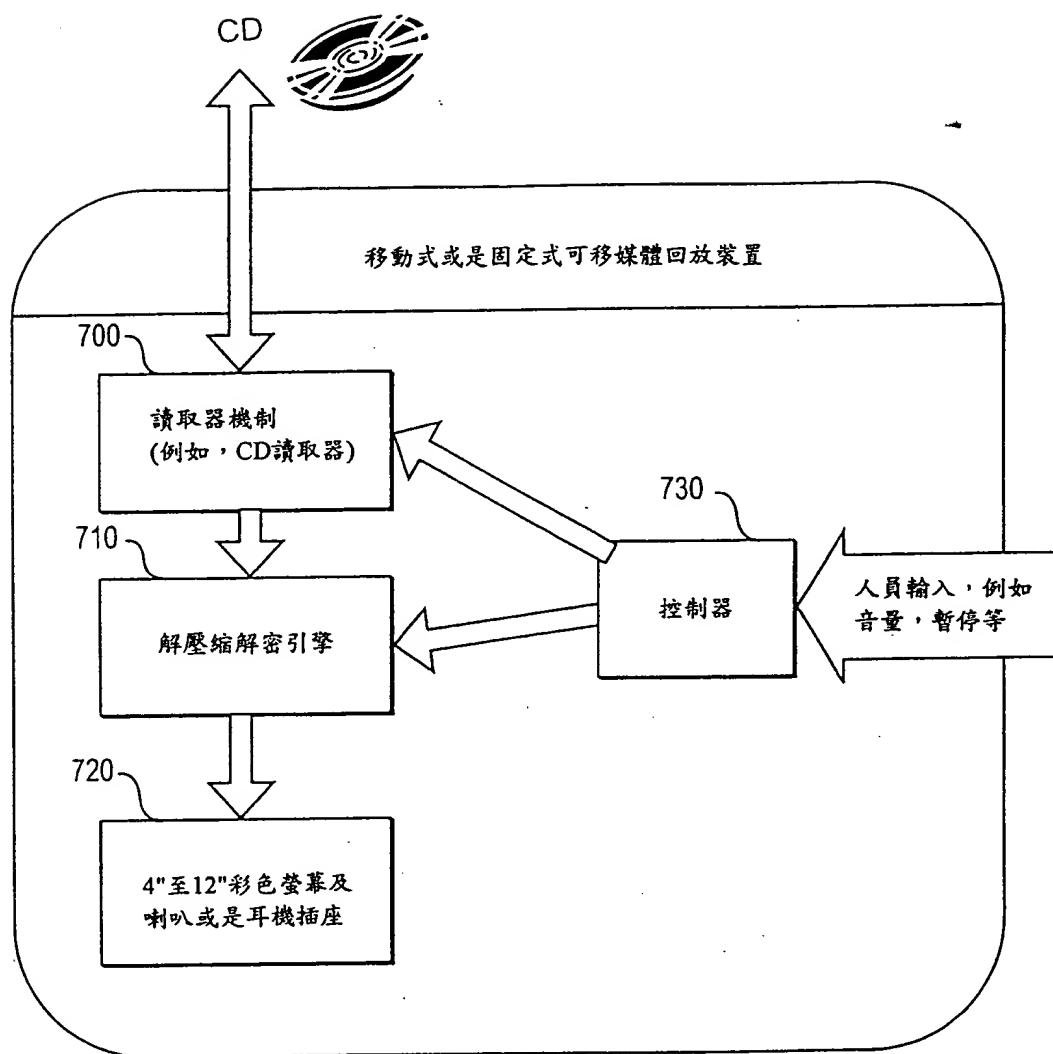 CD
移動式或是固定式可移媒體回放裝置
700
讀取器機制
(例如，CD讀取器)
730
人員輸入，例如
音量，暫停等
控制器
710
解壓縮解密引擎
720
4"至12"彩色螢幕及
喇叭或是耳機插座